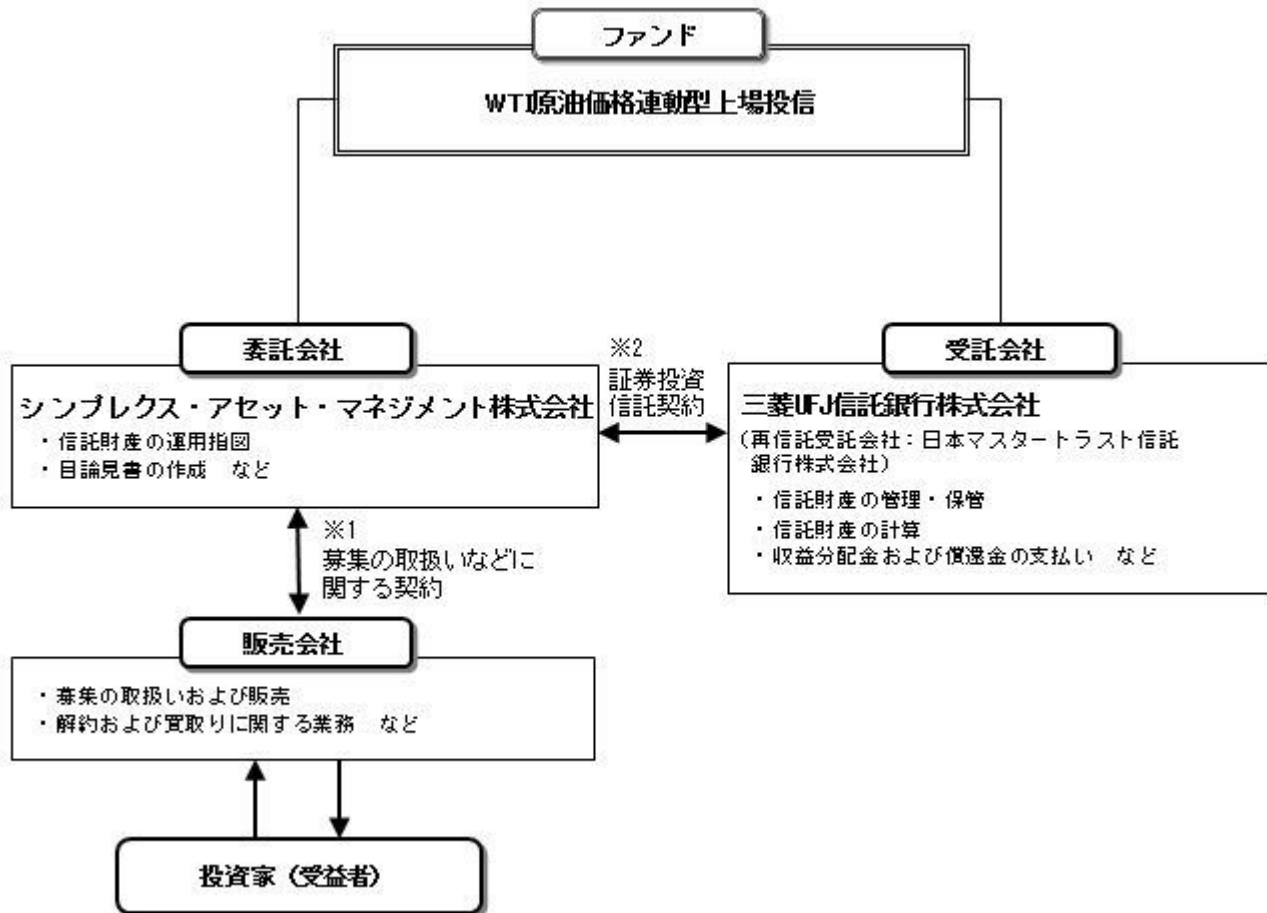 ファンド
WTI原油価格連動型上場投信
委託会社
シンプレクス・アセット・マネジメント株式会社
・信託財産の運用指図
・目論見書の作成　など
※2
証券投資
信託契約
受託会社
三菱UFJ信託銀行株式会社
(再信託受託会社：日本マスタートラスト信託
銀行株式会社)
・信託財産の管理・保管
・信託財産の計算
・収益分配金および償還金の支払い　など
※1
募集の取扱いなどに
関する契約
販売会社
・募集の取扱いおよび販売
・解約および買取りに関する業務　など
投資家（受益者）